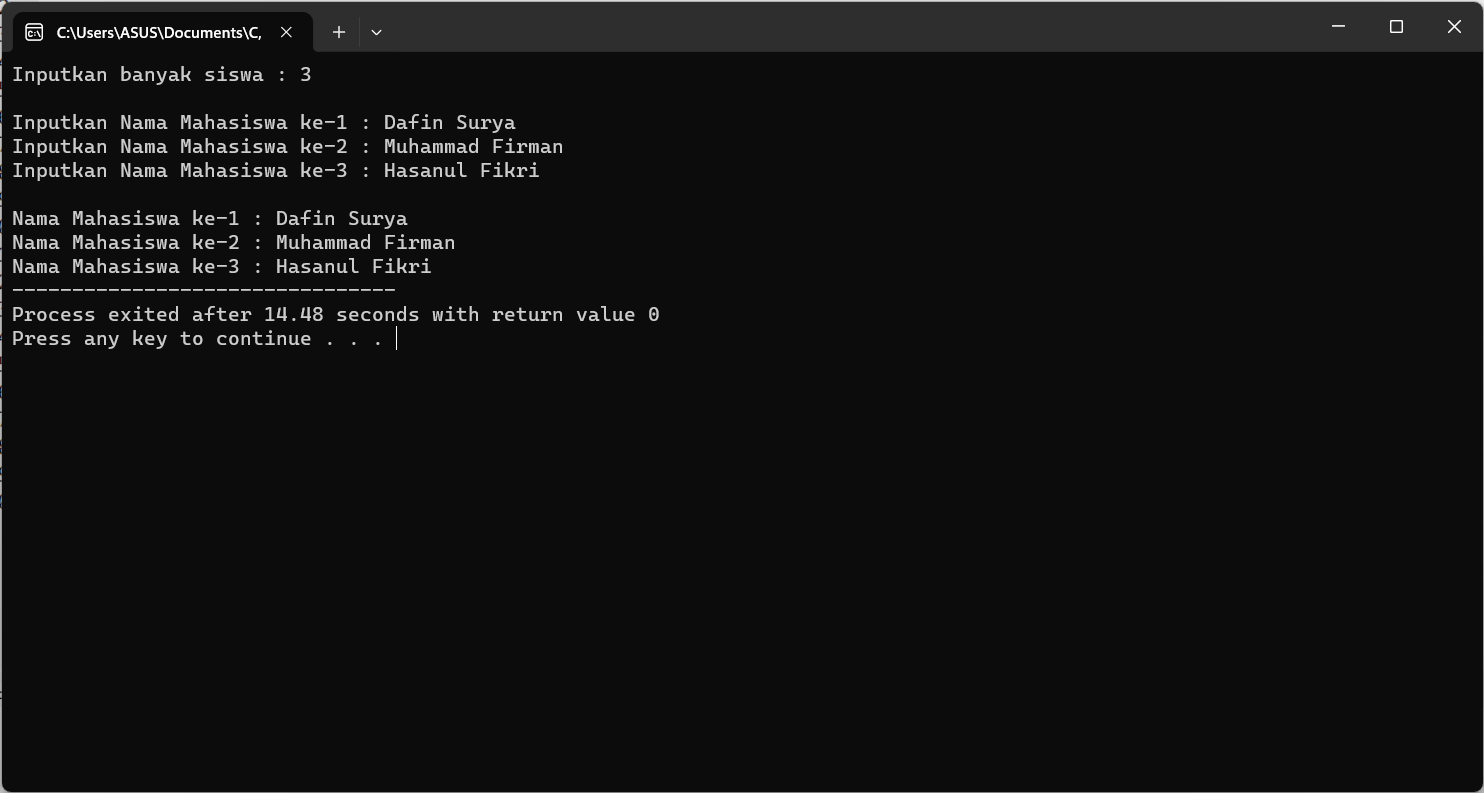 C:\Users\ASUS\Documents\C,
Inputkan banyak siswa : 3
Inputkan Nama Mahasiswa ke-1 : Dafin Surya
Inputkan Nama Mahasiswa ke-2 : Muhammad Firman
Inputkan Nama Mahasiswa ke-3 : Hasanul Fikri
Nama Mahasiswa ke-1 : Dafin Surya
Nama Mahasiswa ke-2 : Muhammad Firman
Nama Mahasiswa ke-3 : Hasanul Fikri
--------------------------------
Process exited after 14.48 seconds with return value 0
Press any key to continue . . .